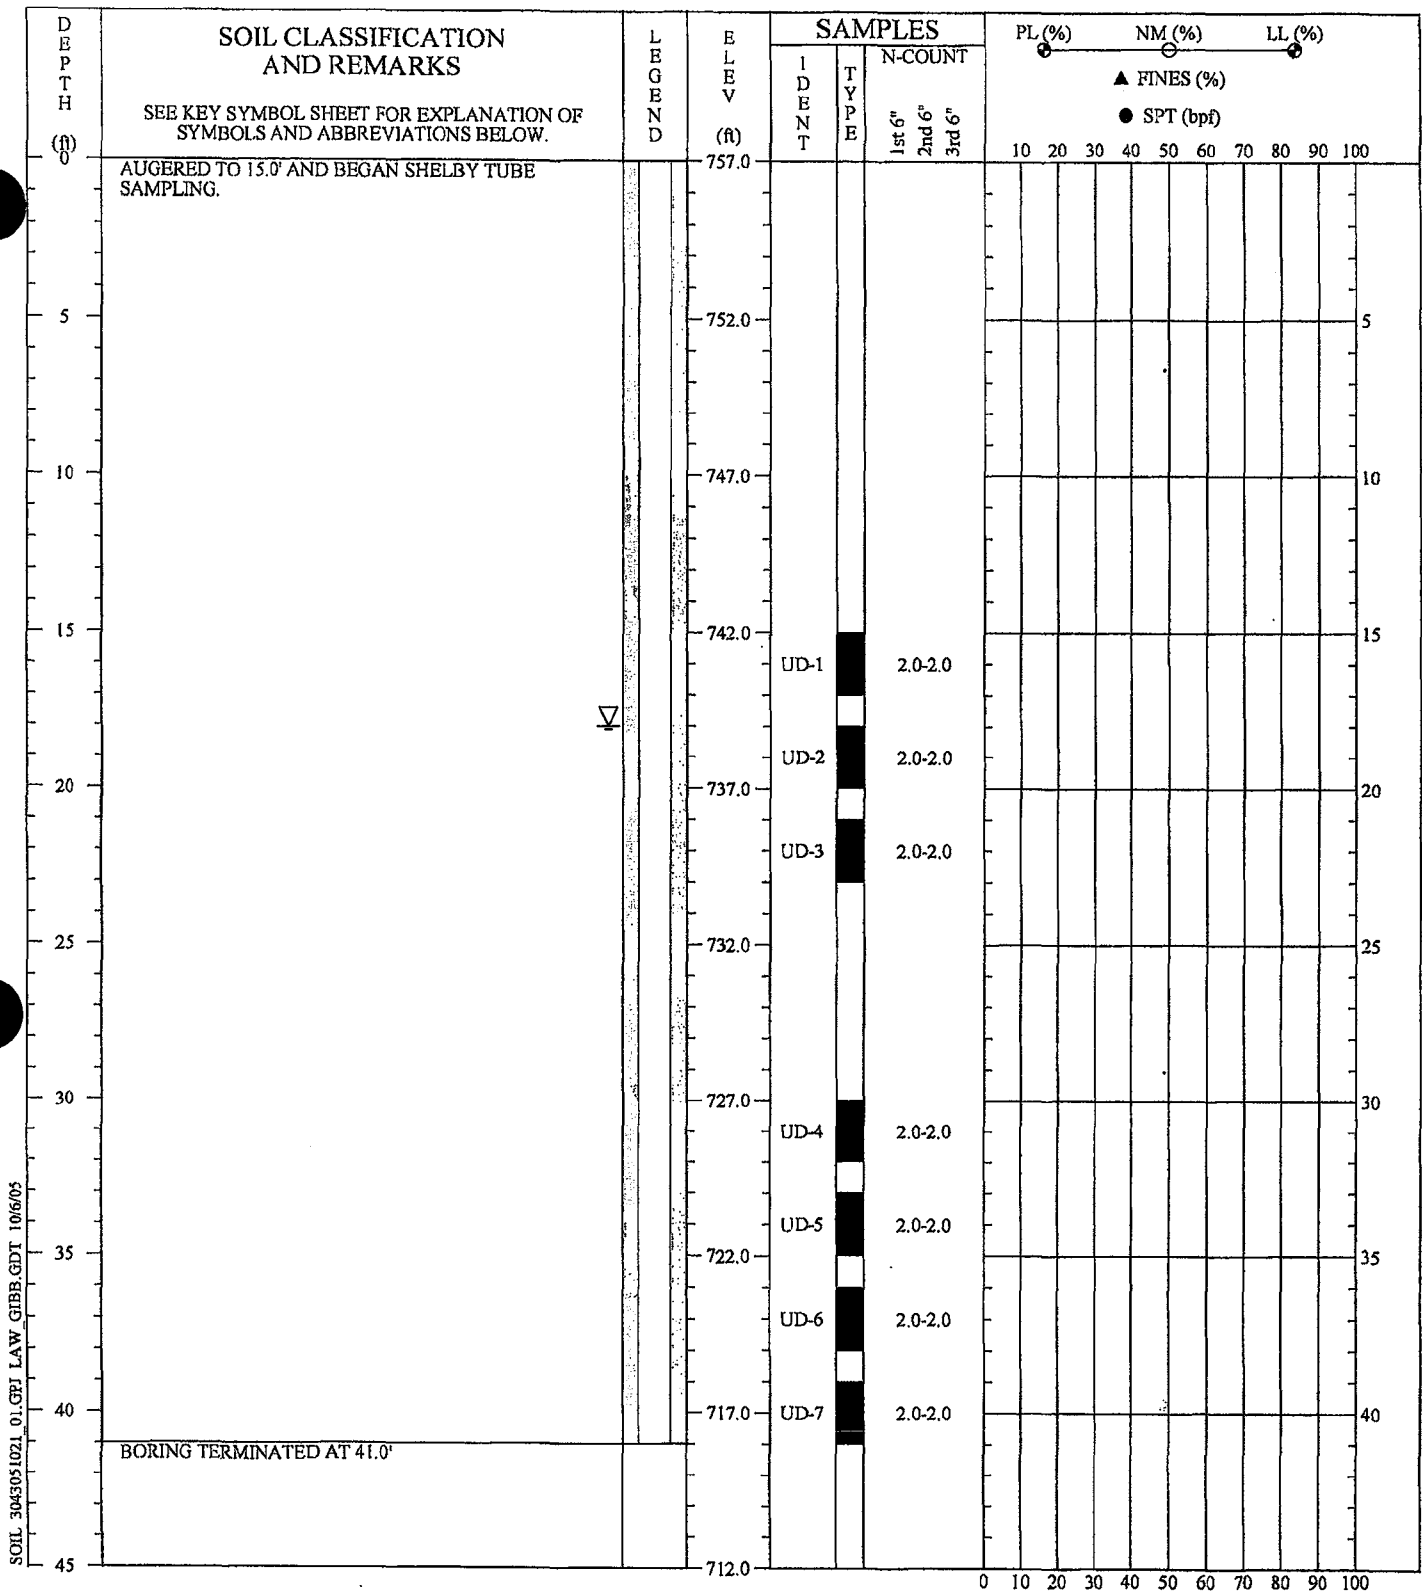 DEPTH (ft)
SOIL CLASSIFICATION
AND REMARKS
SEE KEY SYMBOL SHEET FOR EXPLANATION OF
SYMBOLS AND ABBREVIATIONS BELOW.
LEGEND
ELEV (ft)
SAMPLES
IDENT
TYPE
N-COUNT
1st 6"
2nd 6"
3rd 6"
PL (%) NM (%) LL (%)
▲ FINES (%)
● SPT (bpf)
10 20 30 40 50 60 70 80 90 100
0 757.0
AUGERED TO 15.0' AND BEGAN SHELBY TUBE
SAMPLING.
5 752.0 5
10 747.0 10
15 742.0 15
UD-1 2.0-2.0
UD-2 2.0-2.0
20 737.0 20
UD-3 2.0-2.0
25 732.0 25
30 727.0 30
UD-4 2.0-2.0
UD-5 2.0-2.0
35 722.0 35
UD-6 2.0-2.0
40 717.0 UD-7 2.0-2.0 40
BORING TERMINATED AT 41.0'
45 712.0
0 10 20 30 40 50 60 70 80 90 100
SOIL 3043051021_01.GPJ LAW_GIBB.GDT 10/6/05